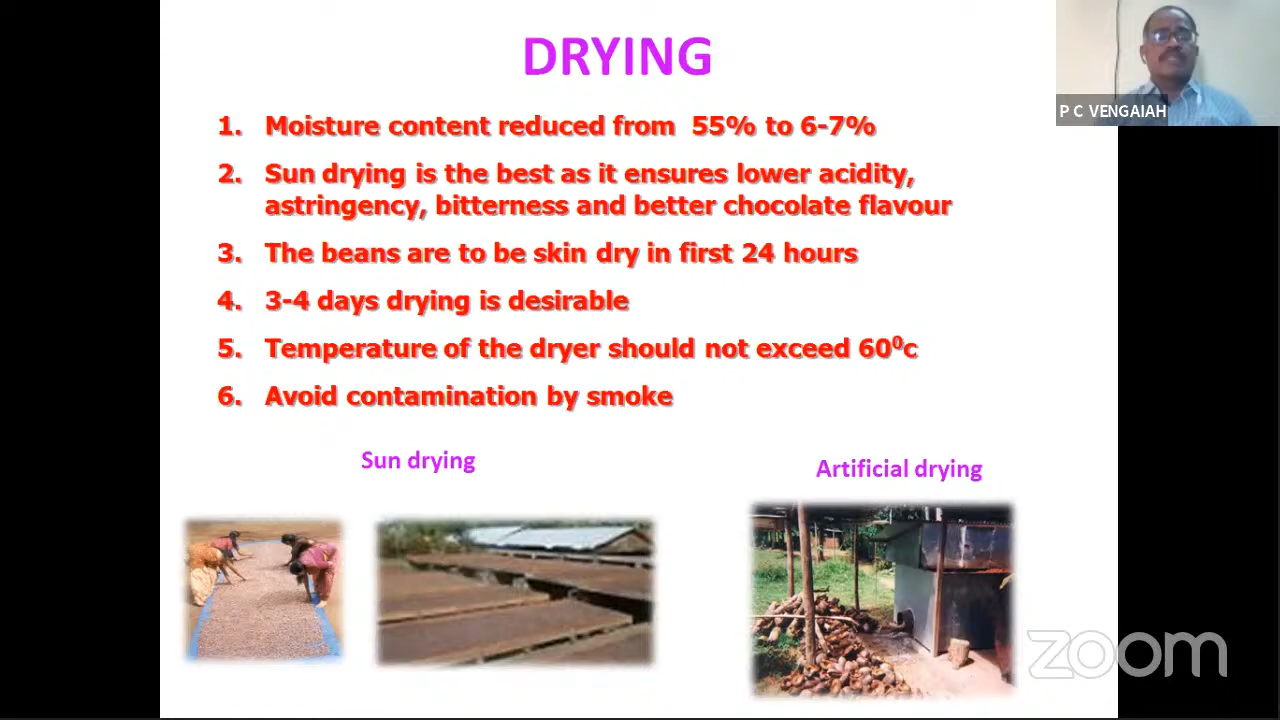 DRYING
P C VENGAIAH
1. Moisture content reduced from 55% to 6-7%
2. Sun drying is the best as it ensures lower acidity,
astringency, bitterness and better chocolate flavour
3. The beans are to be skin dry in first 24 hours
4. 3-4 days drying is desirable
5. Temperature of the dryer should not exceed 60⁰c
6. Avoid contamination by smoke
Sun drying
Artificial drying
zoom